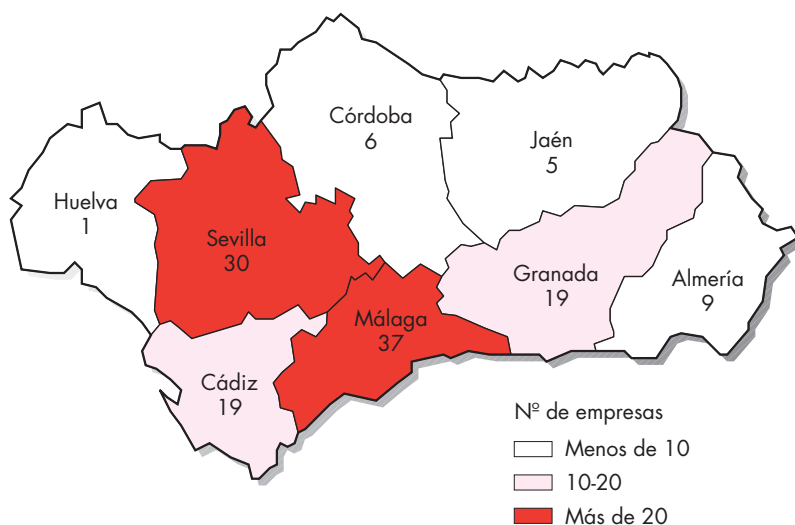 Córdoba
6
Jaén
5
Huelva
1
Sevilla
30
Granada
19
Almería
9
Málaga
37
Cádiz
19
Nº de empresas
Menos de 10
10-20
Más de 20